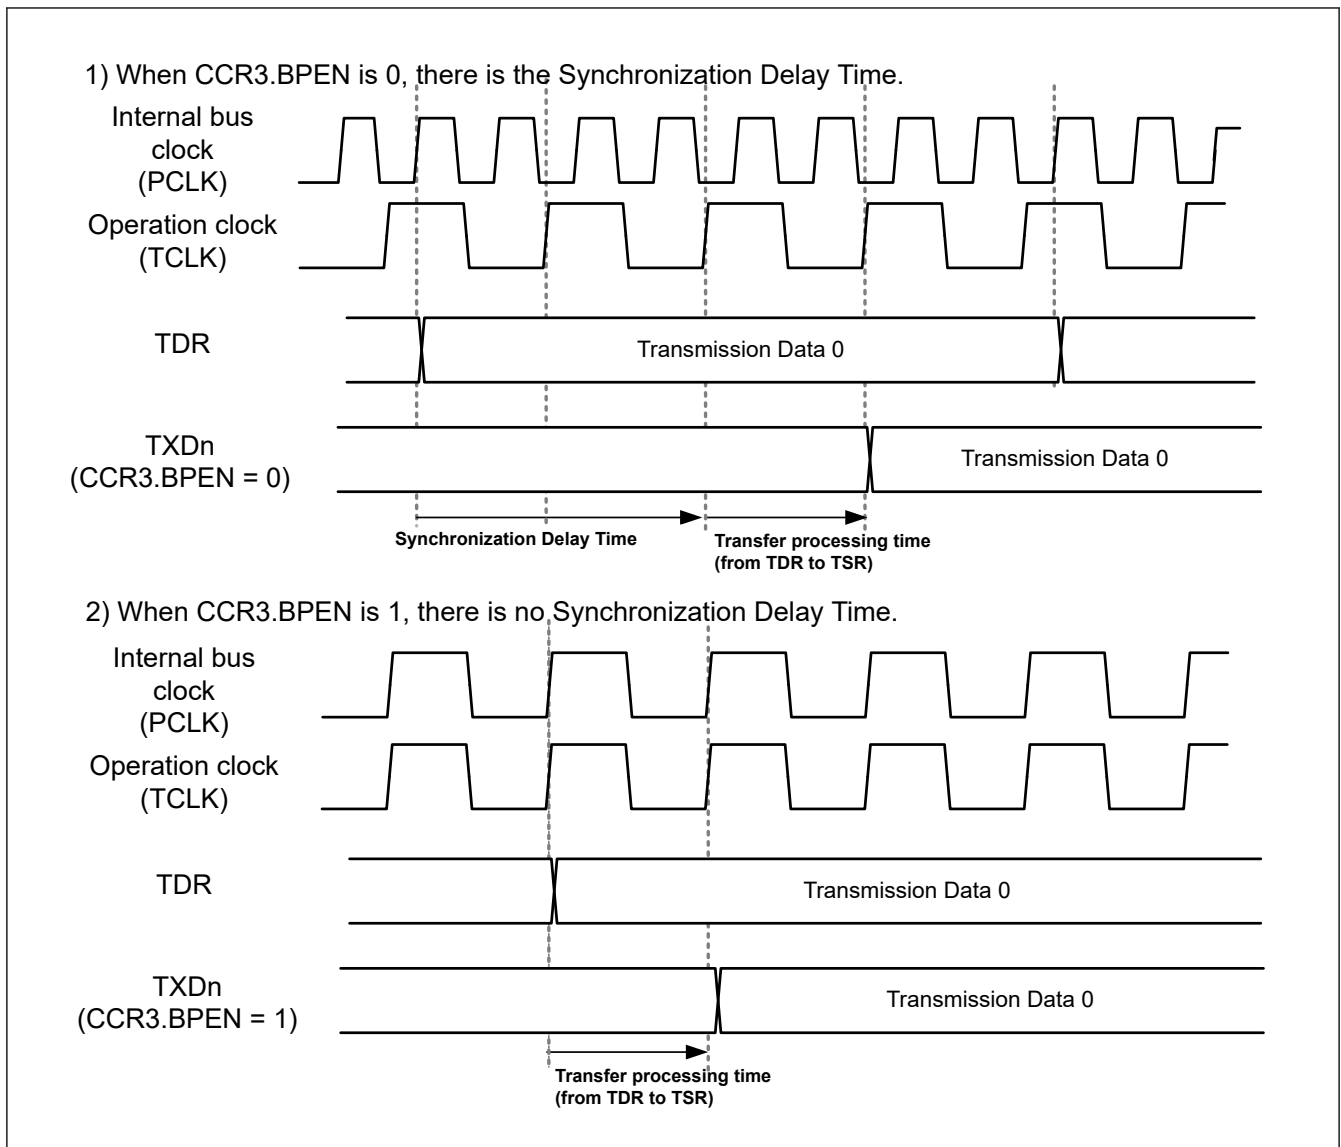 1) When CCR3.BPEN is 0, there is the Synchronization Delay Time.
Internal bus
clock
(PCLK)
Operation clock
(TCLK)
TDR
Transmission Data 0
TXDn
(CCR3.BPEN = 0)
Transmission Data 0
Synchronization Delay Time
Transfer processing time
(from TDR to TSR)
2) When CCR3.BPEN is 1, there is no Synchronization Delay Time.
Internal bus
clock
(PCLK)
Operation clock
(TCLK)
TDR
Transmission Data 0
TXDn
(CCR3.BPEN = 1)
Transmission Data 0
Transfer processing time
(from TDR to TSR)